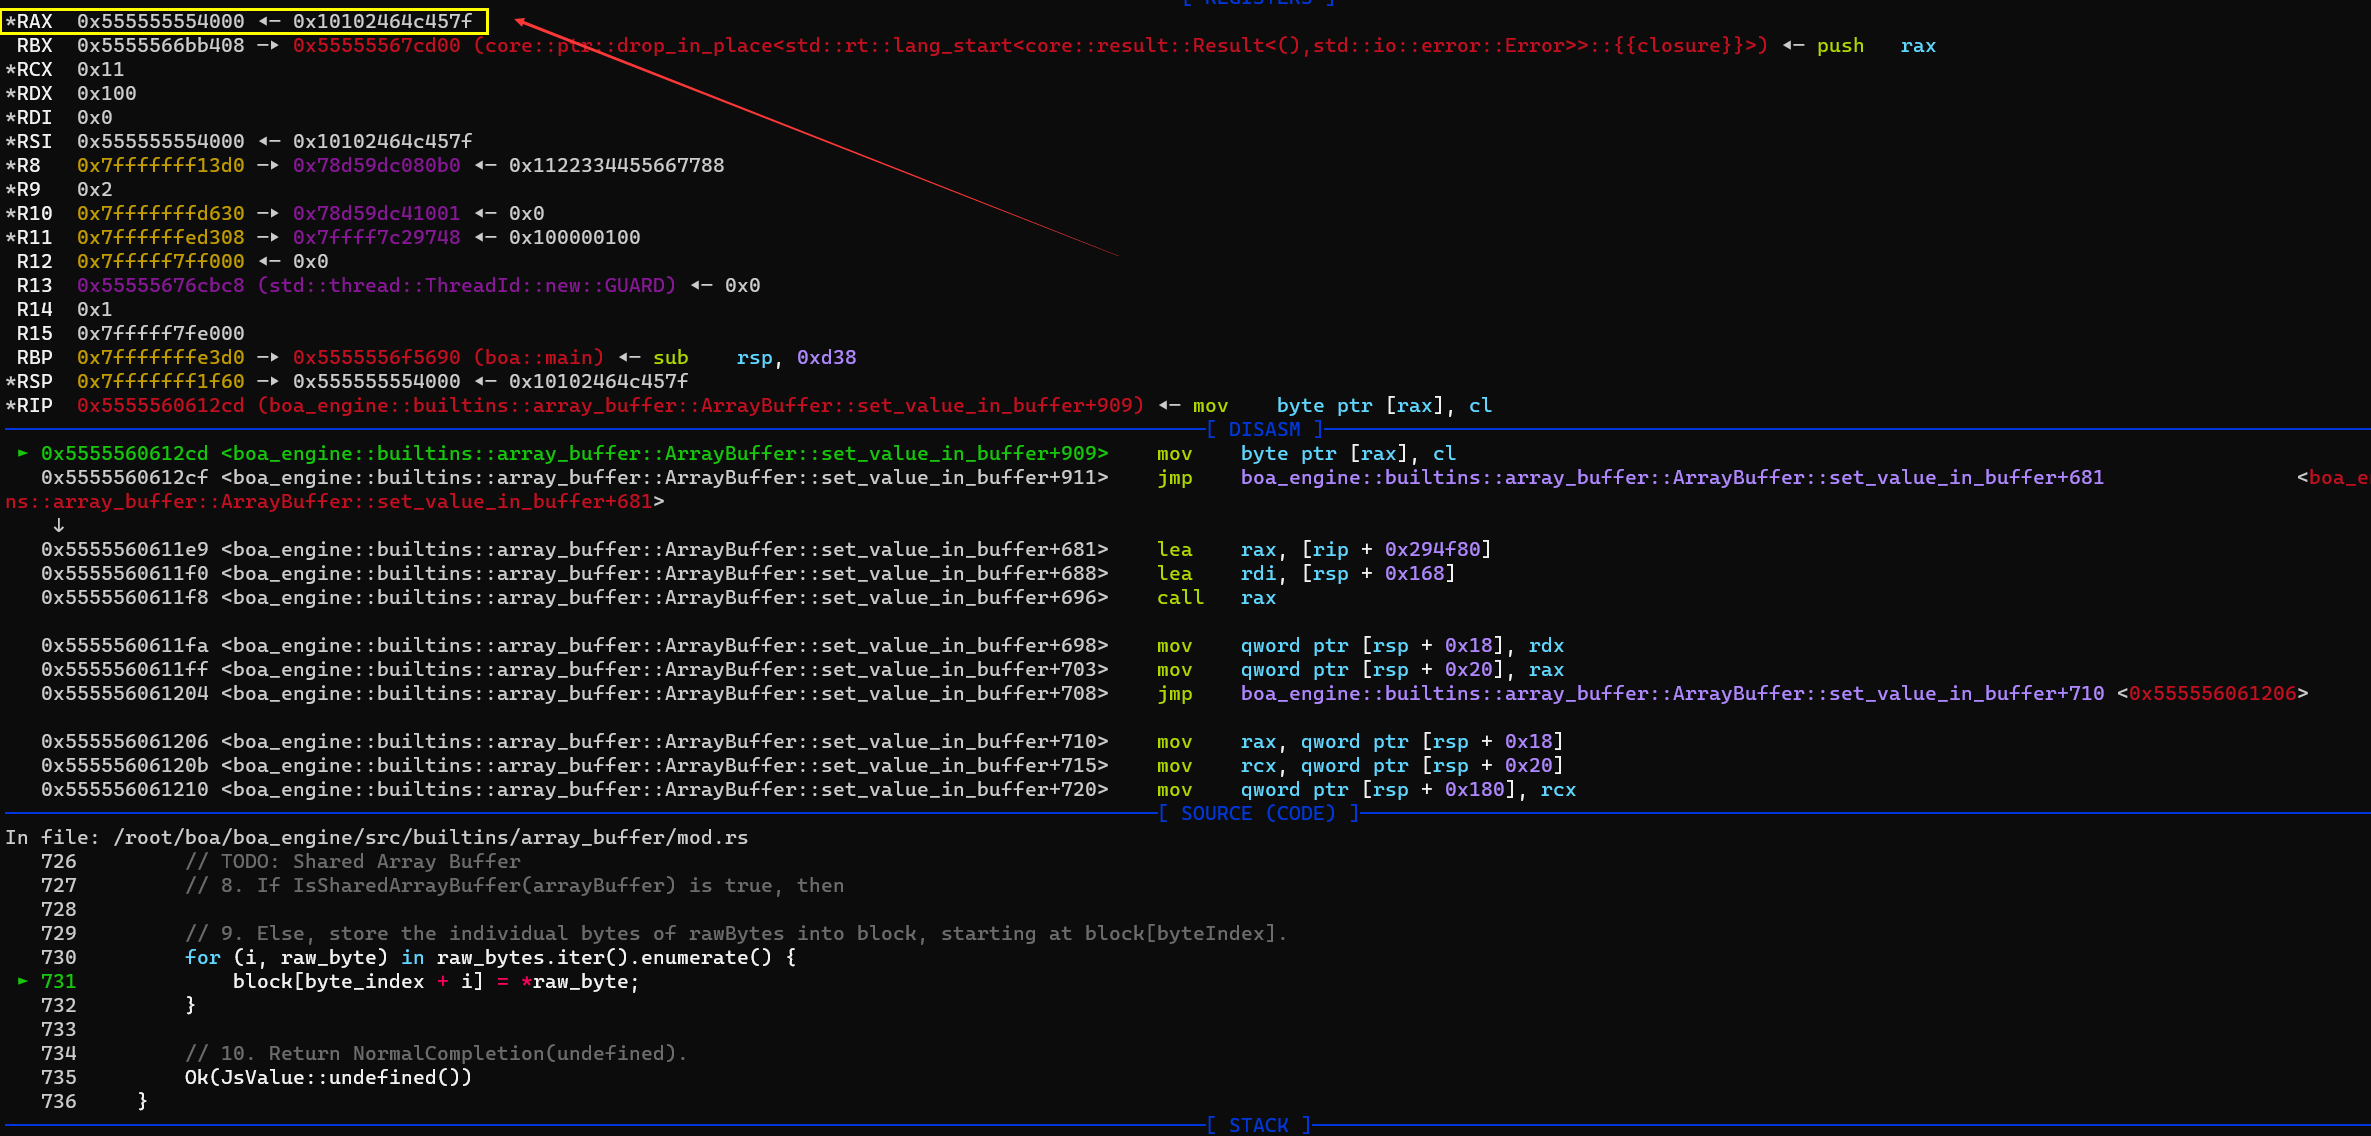 [ REGISTERS ]
*RAX  0x555555554000 ◂— 0x10102464c457f
 RBX  0x5555566bb408 —▸ 0x55555567cd00 (core::ptr::drop_in_place<std::rt::lang_start<core::result::Result<(),std::io::error::Error>>::{{closure}}>) ◂— push   rax
*RCX  0x11
*RDX  0x100
*RDI  0x0
*RSI  0x555555554000 ◂— 0x10102464c457f
*R8   0x7fffffff13d0 —▸ 0x78d59dc080b0 ◂— 0x1122334455667788
*R9   0x2
*R10  0x7fffffffd630 —▸ 0x78d59dc41001 ◂— 0x0
*R11  0x7ffffffed308 —▸ 0x7ffff7c29748 ◂— 0x100000100
 R12  0x7fffff7ff000 ◂— 0x0
 R13  0x55555676cbc8 (std::thread::ThreadId::new::GUARD) ◂— 0x0
 R14  0x1
 R15  0x7fffff7fe000
 RBP  0x7fffffffe3d0 —▸ 0x5555556f5690 (boa::main) ◂— sub    rsp, 0xd38
*RSP  0x7fffffff1f60 —▸ 0x555555554000 ◂— 0x10102464c457f
*RIP  0x5555560612cd (boa_engine::builtins::array_buffer::ArrayBuffer::set_value_in_buffer+909) ◂— mov    byte ptr [rax], cl
[ DISASM ]
► 0x5555560612cd <boa_engine::builtins::array_buffer::ArrayBuffer::set_value_in_buffer+909>    mov    byte ptr [rax], cl
0x5555560612cf <boa_engine::builtins::array_buffer::ArrayBuffer::set_value_in_buffer+911>    jmp    boa_engine::builtins::array_buffer::ArrayBuffer::set_value_in_buffer+681                <boa_e
ns::array_buffer::ArrayBuffer::set_value_in_buffer+681>
↓
0x5555560611e9 <boa_engine::builtins::array_buffer::ArrayBuffer::set_value_in_buffer+681>    lea    rax, [rip + 0x294f80]
0x5555560611f0 <boa_engine::builtins::array_buffer::ArrayBuffer::set_value_in_buffer+688>    lea    rdi, [rsp + 0x168]
0x5555560611f8 <boa_engine::builtins::array_buffer::ArrayBuffer::set_value_in_buffer+696>    call   rax
0x5555560611fa <boa_engine::builtins::array_buffer::ArrayBuffer::set_value_in_buffer+698>    mov    qword ptr [rsp + 0x18], rdx
0x5555560611ff <boa_engine::builtins::array_buffer::ArrayBuffer::set_value_in_buffer+703>    mov    qword ptr [rsp + 0x20], rax
0x555556061204 <boa_engine::builtins::array_buffer::ArrayBuffer::set_value_in_buffer+708>    jmp    boa_engine::builtins::array_buffer::ArrayBuffer::set_value_in_buffer+710 <0x555556061206>
0x555556061206 <boa_engine::builtins::array_buffer::ArrayBuffer::set_value_in_buffer+710>    mov    rax, qword ptr [rsp + 0x18]
0x55555606120b <boa_engine::builtins::array_buffer::ArrayBuffer::set_value_in_buffer+715>    mov    rcx, qword ptr [rsp + 0x20]
0x555556061210 <boa_engine::builtins::array_buffer::ArrayBuffer::set_value_in_buffer+720>    mov    qword ptr [rsp + 0x180], rcx
[ SOURCE (CODE) ]
In file: /root/boa/boa_engine/src/builtins/array_buffer/mod.rs
726         // TODO: Shared Array Buffer
727         // 8. If IsSharedArrayBuffer(arrayBuffer) is true, then
728
729         // 9. Else, store the individual bytes of rawBytes into block, starting at block[byteIndex].
730         for (i, raw_byte) in raw_bytes.iter().enumerate() {
► 731             block[byte_index + i] = *raw_byte;
732         }
733
734         // 10. Return NormalCompletion(undefined).
735         Ok(JsValue::undefined())
736     }
[ STACK ]